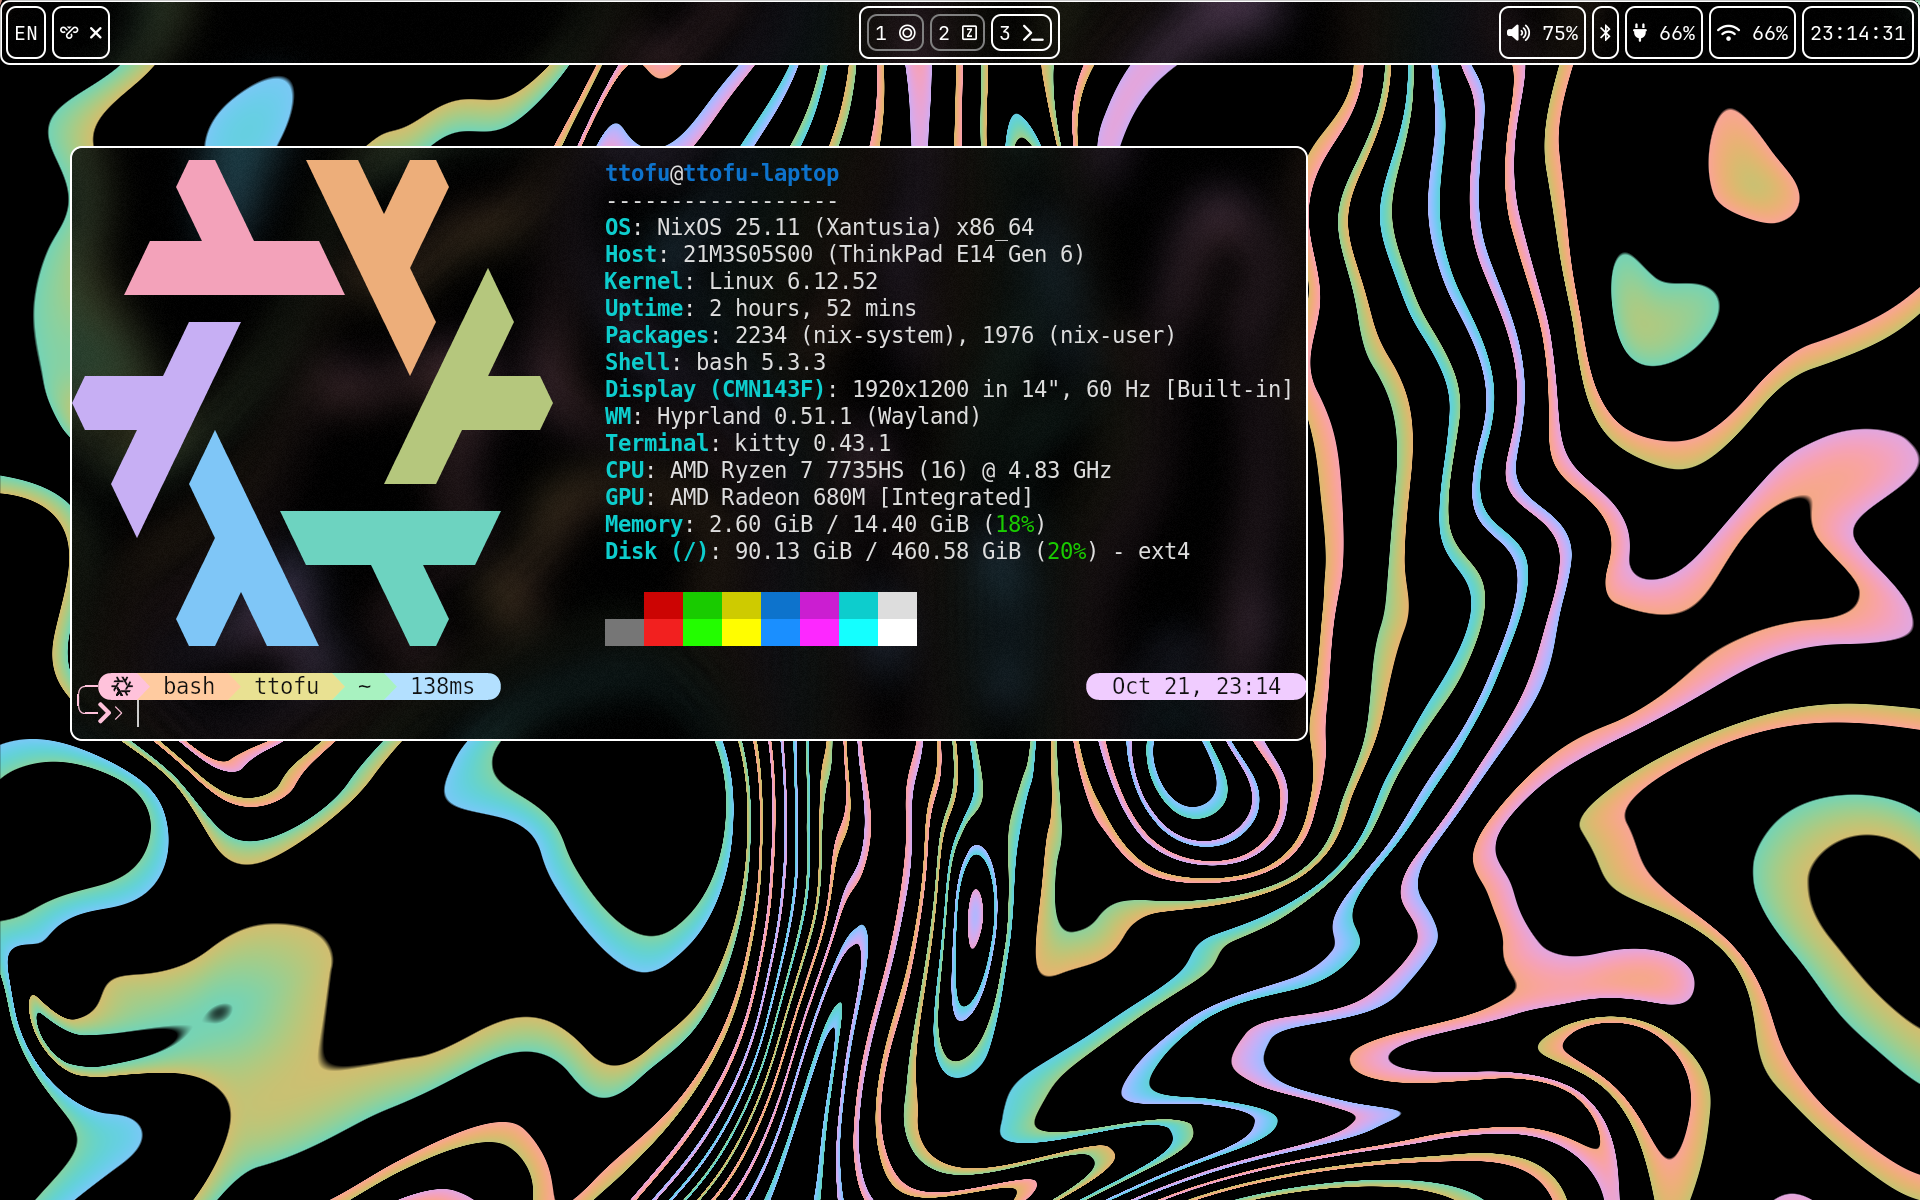 EN
1 2 3
75% 66% 66% 23:14:31
ttofu@ttofu-laptop
------------------
OS: NixOS 25.11 (Xantusia) x86_64
Host: 21M3S05S00 (ThinkPad E14 Gen 6)
Kernel: Linux 6.12.52
Uptime: 2 hours, 52 mins
Packages: 2234 (nix-system), 1976 (nix-user)
Shell: bash 5.3.3
Display (CMN143F): 1920x1200 in 14", 60 Hz [Built-in]
WM: Hyprland 0.51.1 (Wayland)
Terminal: kitty 0.43.1
CPU: AMD Ryzen 7 7735HS (16) @ 4.83 GHz
GPU: AMD Radeon 680M [Integrated]
Memory: 2.60 GiB / 14.40 GiB (18%)
Disk (/): 90.13 GiB / 460.58 GiB (20%) - ext4
bash ttofu ~ 138ms Oct 21, 23:14